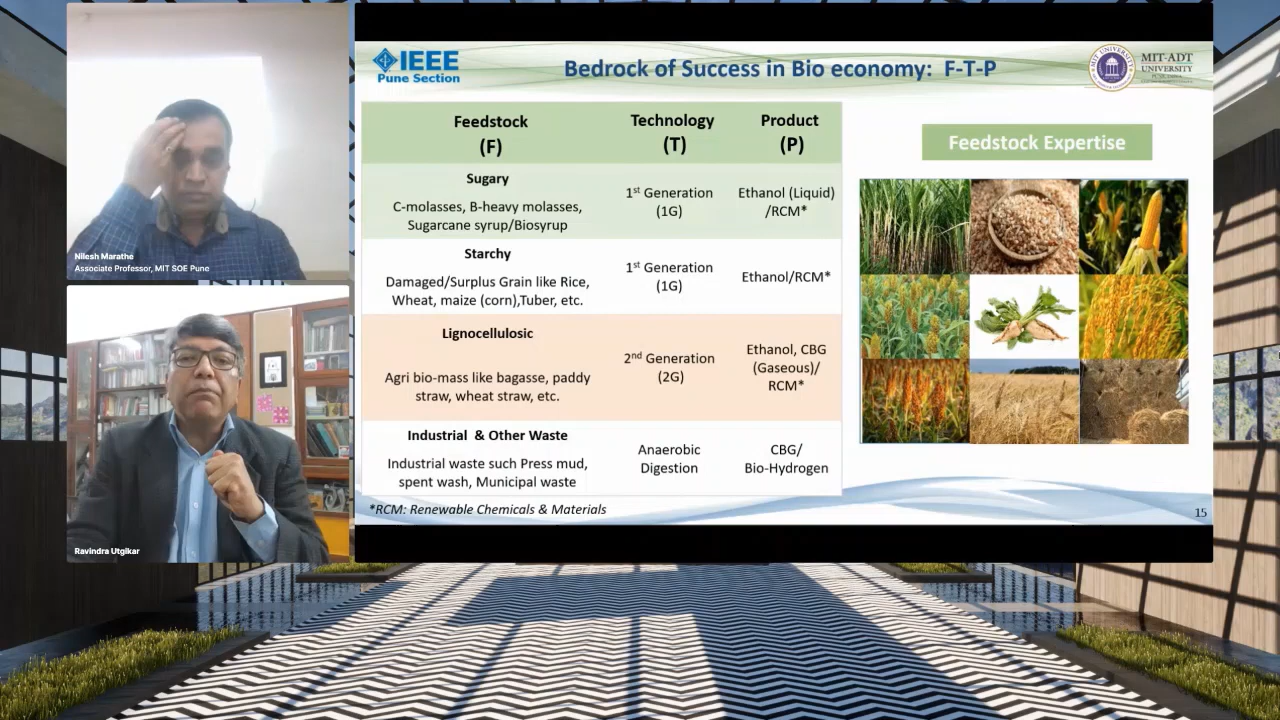 Nilesh Marathe
Associate Professor, MIT SOE Pune
Ravindra Utgikar
IEEE
Pune Section
Bedrock of Success in Bio economy: F-T-P
MIT-ADT
UNIVERSITY
Feedstock
(F)
Technology
(T)
Product
(P)
Sugary
C-molasses, B-heavy molasses,
Sugarcane syrup/Biosyrup
1st Generation
(1G)
Ethanol (Liquid)
/RCM*
Starchy
Damaged/Surplus Grain like Rice,
Wheat, maize (corn),Tuber, etc.
1st Generation
(1G)
Ethanol/RCM*
Lignocellulosic
Agri bio-mass like bagasse, paddy
straw, wheat straw, etc.
2nd Generation
(2G)
Ethanol, CBG
(Gaseous)/
RCM*
Industrial & Other Waste
Industrial waste such Press mud,
spent wash, Municipal waste
Anaerobic
Digestion
CBG/
Bio-Hydrogen
*RCM: Renewable Chemicals & Materials
Feedstock Expertise
15